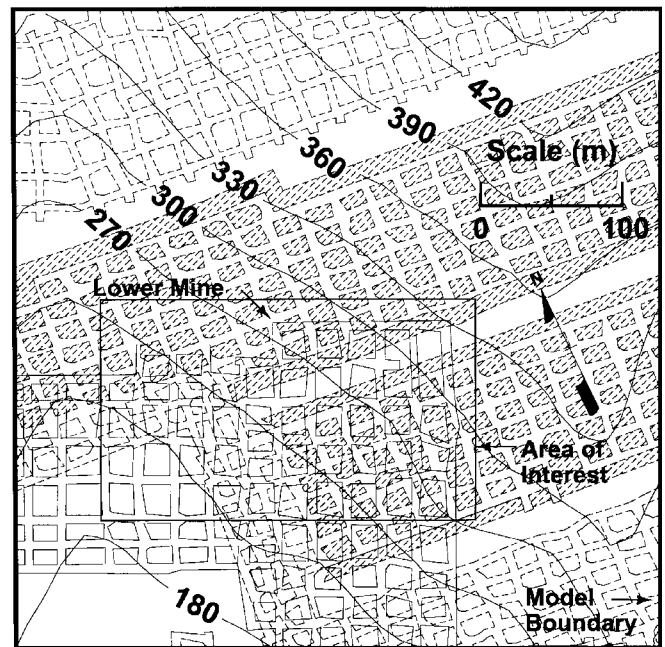 420
390
Scale (m)
360
330
0 100
300
270
N
Lower Mine
Area of
Interest
180
Model
Boundary